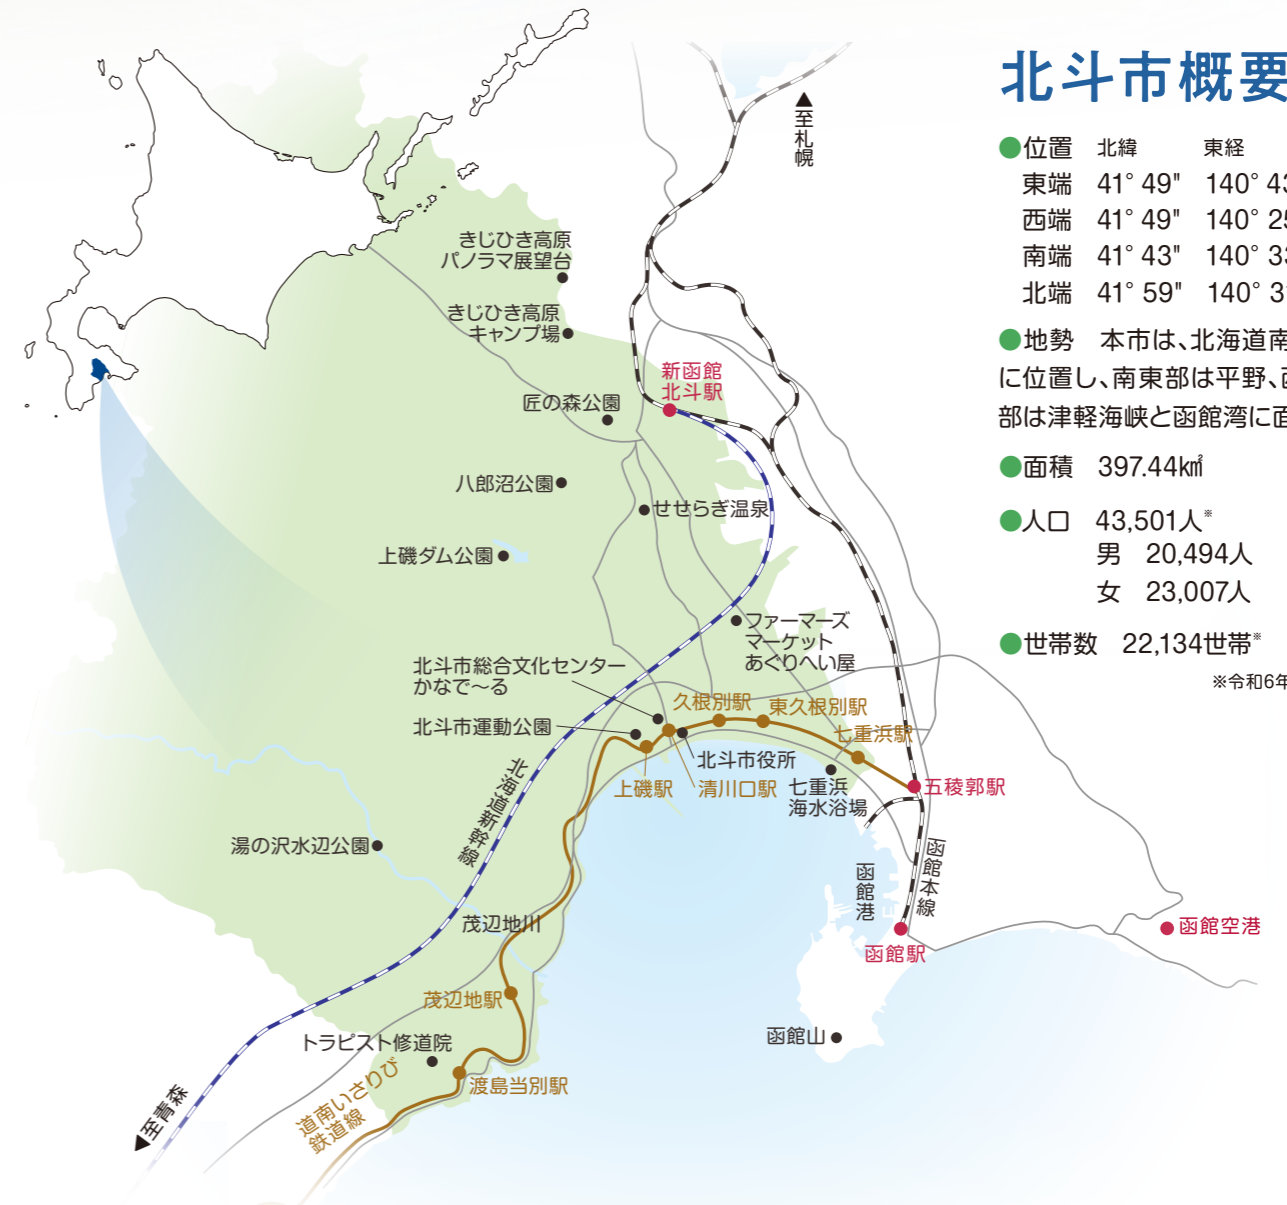 北斗市概要
●位置 北緯 東経
東端 41° 49" 140° 43
西端 41° 49" 140° 25
南端 41° 43" 140° 33
北端 41° 59" 140° 31
●地勢 本市は、北海道南
に位置し、南東部は平野、函
部は津軽海峡と函館湾に面
●面積 397.44㎢
●人口 43,501人※
男 20,494人
女 23,007人
●世帯数 22,134世帯※
※令和6年
▲至札幌
きじひき高原
パノラマ展望台
きじひき高原
キャンプ場
新函館
北斗駅
匠の森公園
八郎沼公園
せせらぎ温泉
上磯ダム公園
ファーマーズ
マーケット
あぐりへい屋
北斗市総合文化センター
かなで～る
久根別駅
東久根別駅
北斗市運動公園
七重浜駅
北斗市役所
上磯駅
清川口駅
七重浜
海水浴場
五稜郭駅
北海道新幹線
湯の沢水辺公園
函館本線
函館港
茂辺地川
函館空港
函館駅
茂辺地駅
函館山
トラピスト修道院
渡島当別駅
道南いさりび
鉄道線
▲至青森